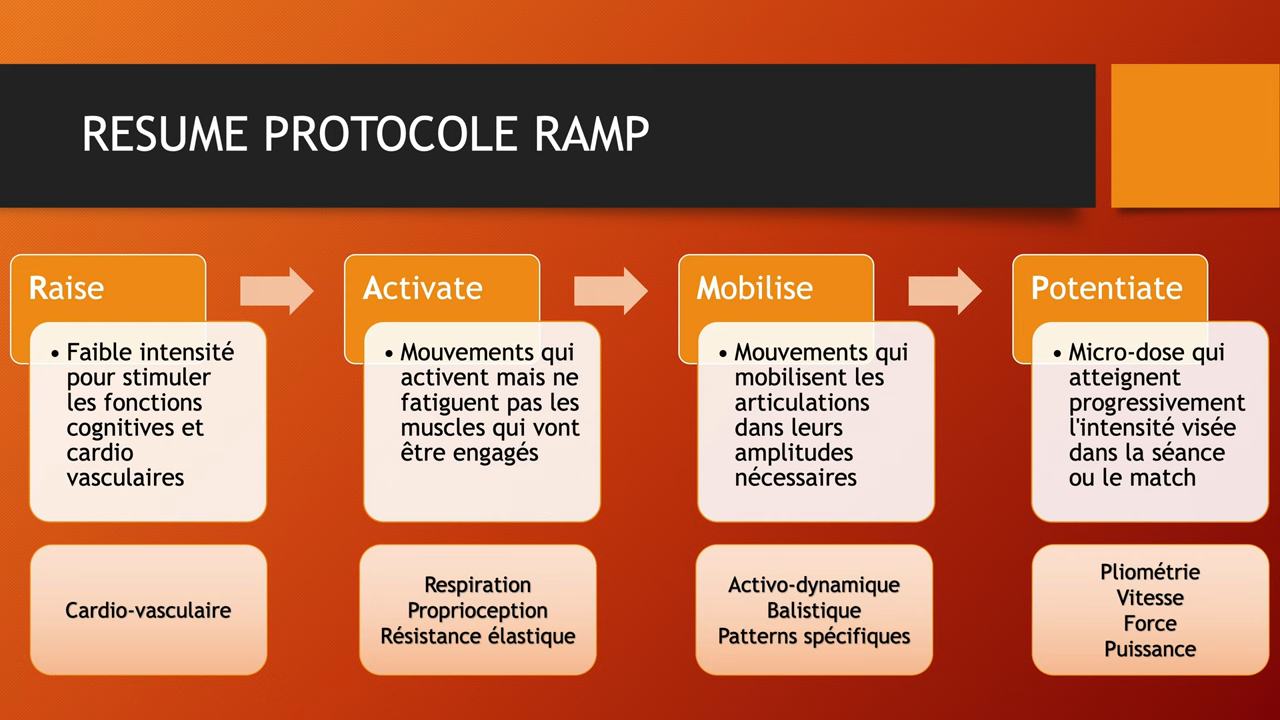 RESUME PROTOCOLE RAMP
Raise
• Faible intensité
pour stimuler
les fonctions
cognitives et
cardio
vasculaires
Cardio-vasculaire
Activate
• Mouvements qui
activent mais ne
fatiguent pas les
muscles qui vont
être engagés
Respiration
Proprioception
Résistance élastique
Mobilise
• Mouvements qui
mobilisent les
articulations
dans leurs
amplitudes
nécessaires
Activo-dynamique
Balistique
Patterns spécifiques
Potentiate
• Micro-dose qui
atteignent
progressivement
l'intensité visée
dans la séance
ou le match
Pliométrie
Vitesse
Force
Puissance